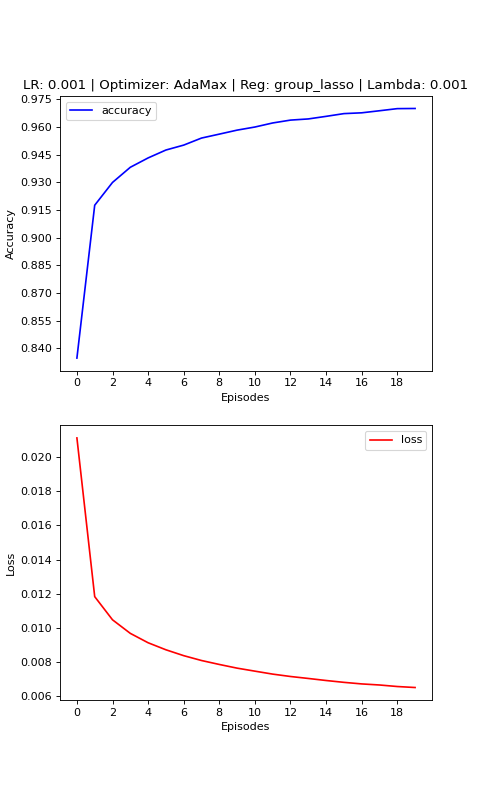 LR: 0.001 | Optimizer: AdaMax | Reg: group_lasso | Lambda: 0.001
accuracy
Accuracy
0.975
0.960
0.945
0.930
0.915
0.900
0.885
0.870
0.855
0.840
0 2 4 6 8 10 12 14 16 18
Episodes
loss
Loss
0.020
0.018
0.016
0.014
0.012
0.010
0.008
0.006
0 2 4 6 8 10 12 14 16 18
Episodes